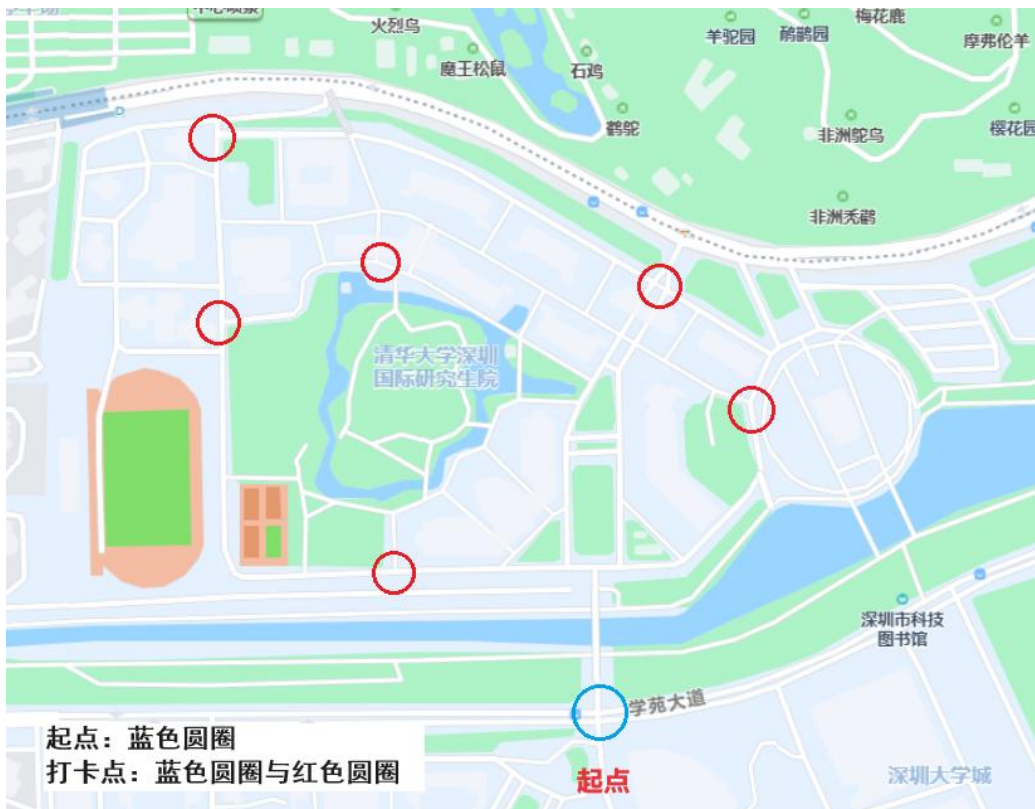 火烈鸟
魔王松鼠
石鸡
鹤鸵
羊驼园
鸸鹋园
梅花鹿
摩弗伦羊
非洲鸵鸟
樱花园
非洲秃鹳
清华大学深圳
国际研究生院
深圳市科技
图书馆
学苑大道
起点：蓝色圆圈
打卡点：蓝色圆圈与红色圆圈
起点
深圳大学城
D